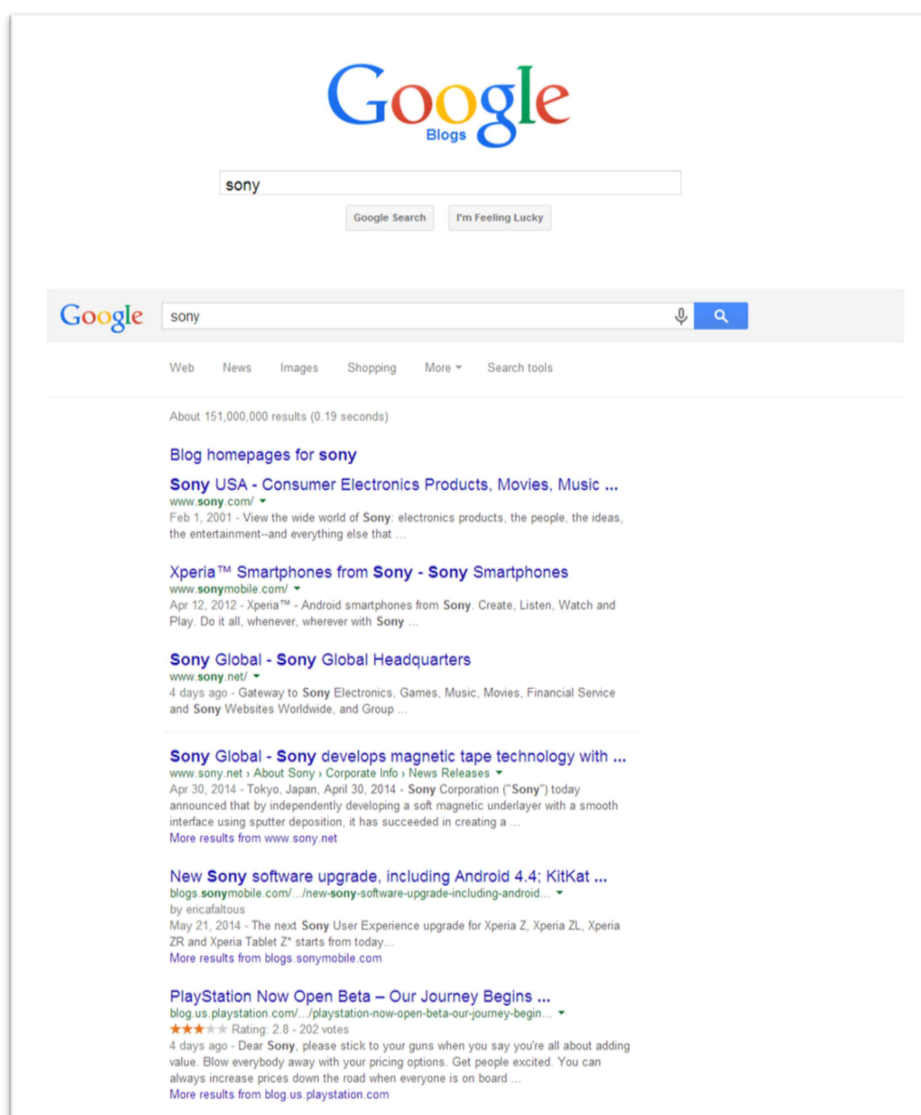 Google
Blogs
sony
Google Search I'm Feeling Lucky
Google sony
Web News Images Shopping More Search tools
About 151,000,000 results (0.19 seconds)
Blog homepages for sony
Sony USA - Consumer Electronics Products, Movies, Music ...
www.sony.com/
Feb 1, 2001 - View the wide world of Sony: electronics products, the people, the ideas,
the entertainment--and everything else that ...
Xperia™ Smartphones from Sony - Sony Smartphones
www.sonymobile.com/
Apr 12, 2012 - Xperia™ - Android smartphones from Sony. Create, Listen, Watch and
Play. Do it all, whenever, wherever with Sony ...
Sony Global - Sony Global Headquarters
www.sony.net/
4 days ago - Gateway to Sony Electronics, Games, Music, Movies, Financial Service
and Sony Websites Worldwide, and Group ...
Sony Global - Sony develops magnetic tape technology with ...
www.sony.net › About Sony › Corporate Info › News Releases
Apr 30, 2014 - Tokyo, Japan, April 30, 2014 - Sony Corporation ("Sony") today
announced that by independently developing a soft magnetic underlayer with a smooth
interface using sputter deposition, it has succeeded in creating a ...
More results from www.sony.net
New Sony software upgrade, including Android 4.4; KitKat ...
blogs.sonymobile.com/.../new-sony-software-upgrade-including-android...
by ericafaltous
May 21, 2014 - The next Sony User Experience upgrade for Xperia Z, Xperia ZL, Xperia
ZR and Xperia Tablet Z* starts from today...
More results from blogs.sonymobile.com
PlayStation Now Open Beta – Our Journey Begins ...
blog.us.playstation.com/.../playstation-now-open-beta-our-journey-begin...
Rating: 2.8 - 202 votes
4 days ago - Dear Sony, please stick to your guns when you say you're all about adding
value. Blow everybody away with your pricing options. Get people excited. You can
always increase prices down the road when everyone is on board ...
More results from blog.us.playstation.com